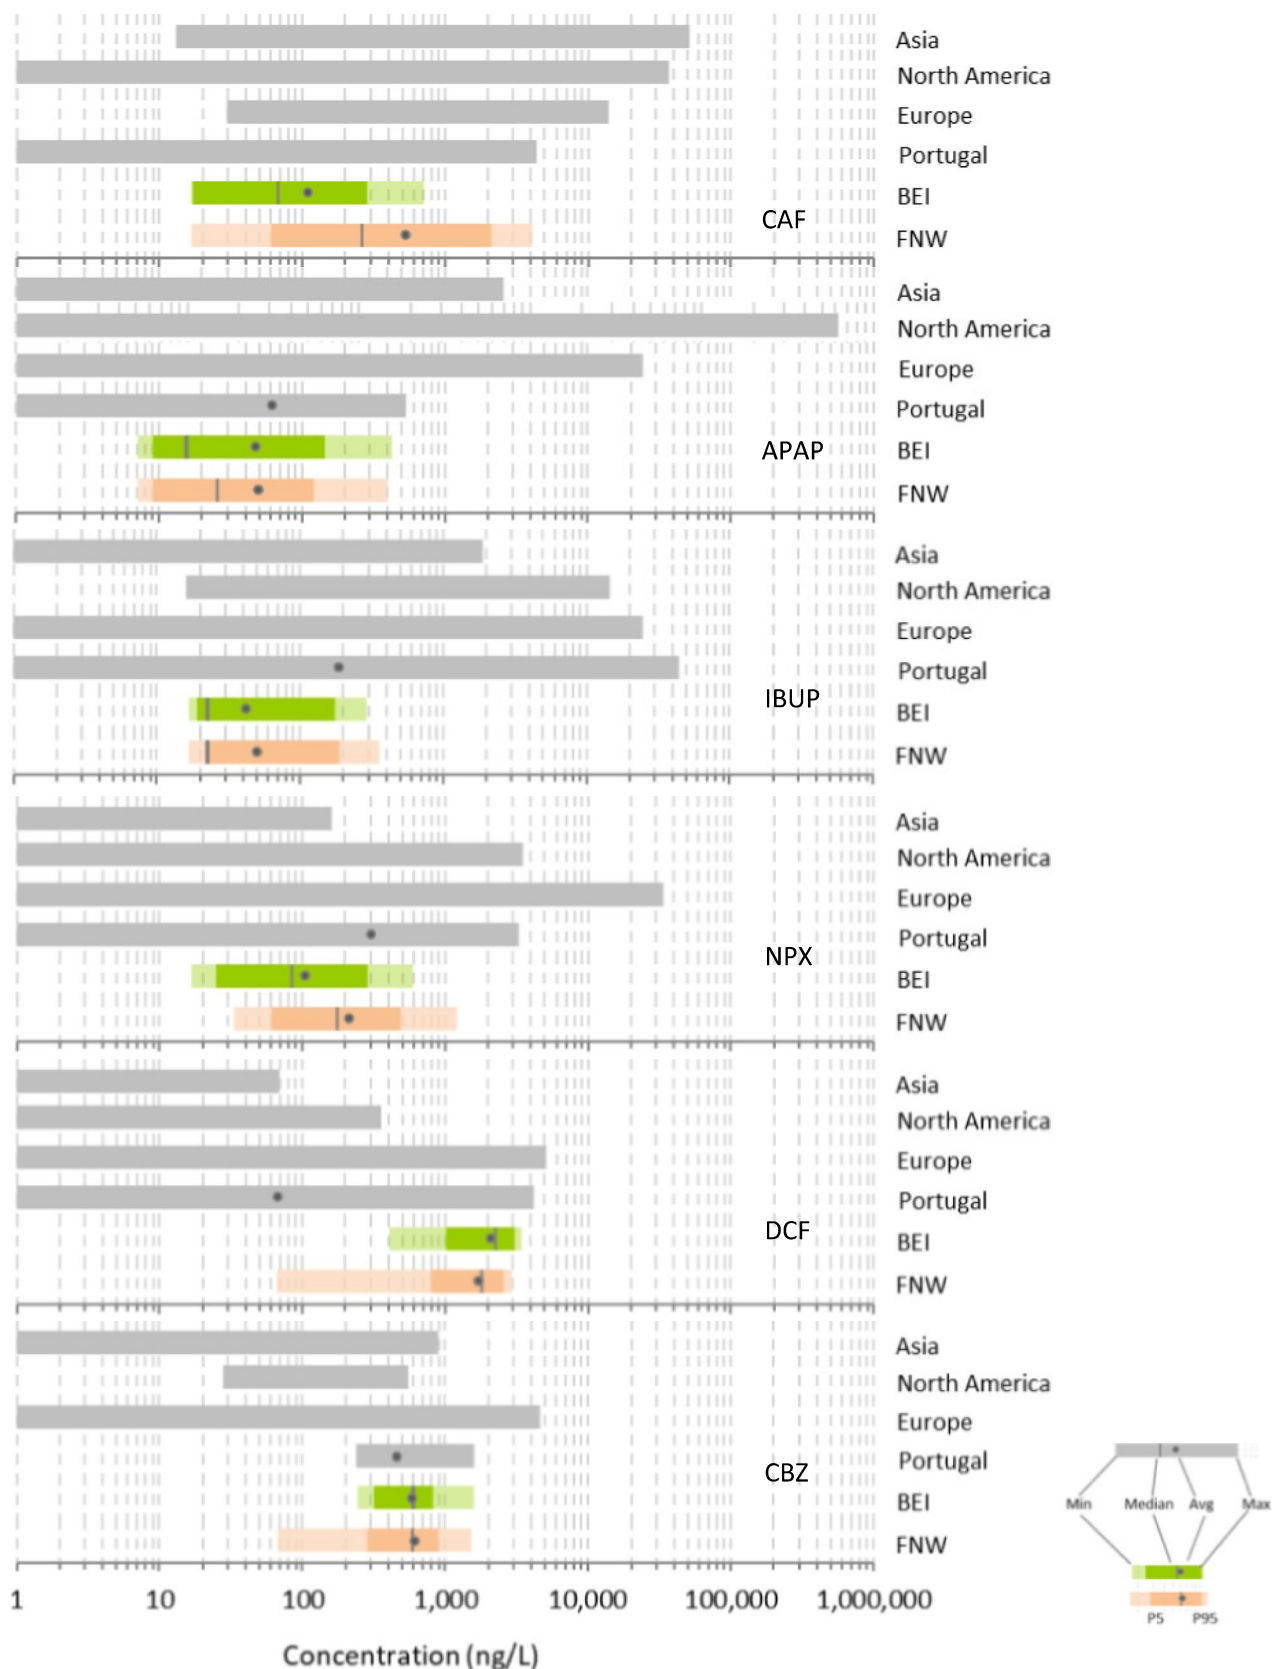 Asia
North America
Europe
Portugal
BEI
CAF
FNW
Asia
North America
Europe
Portugal
BEI
APAP
FNW
Asia
North America
Europe
Portugal
IBUP
BEI
FNW
Asia
North America
Europe
Portugal
NPX
BEI
FNW
Asia
North America
Europe
Portugal
DCF
BEI
FNW
Asia
North America
Europe
Portugal
CBZ
BEI
FNW
Min Median Avg Max
P5 P95
1 10 100 1,000 10,000 100,000 1,000,000
Concentration (ng/L)